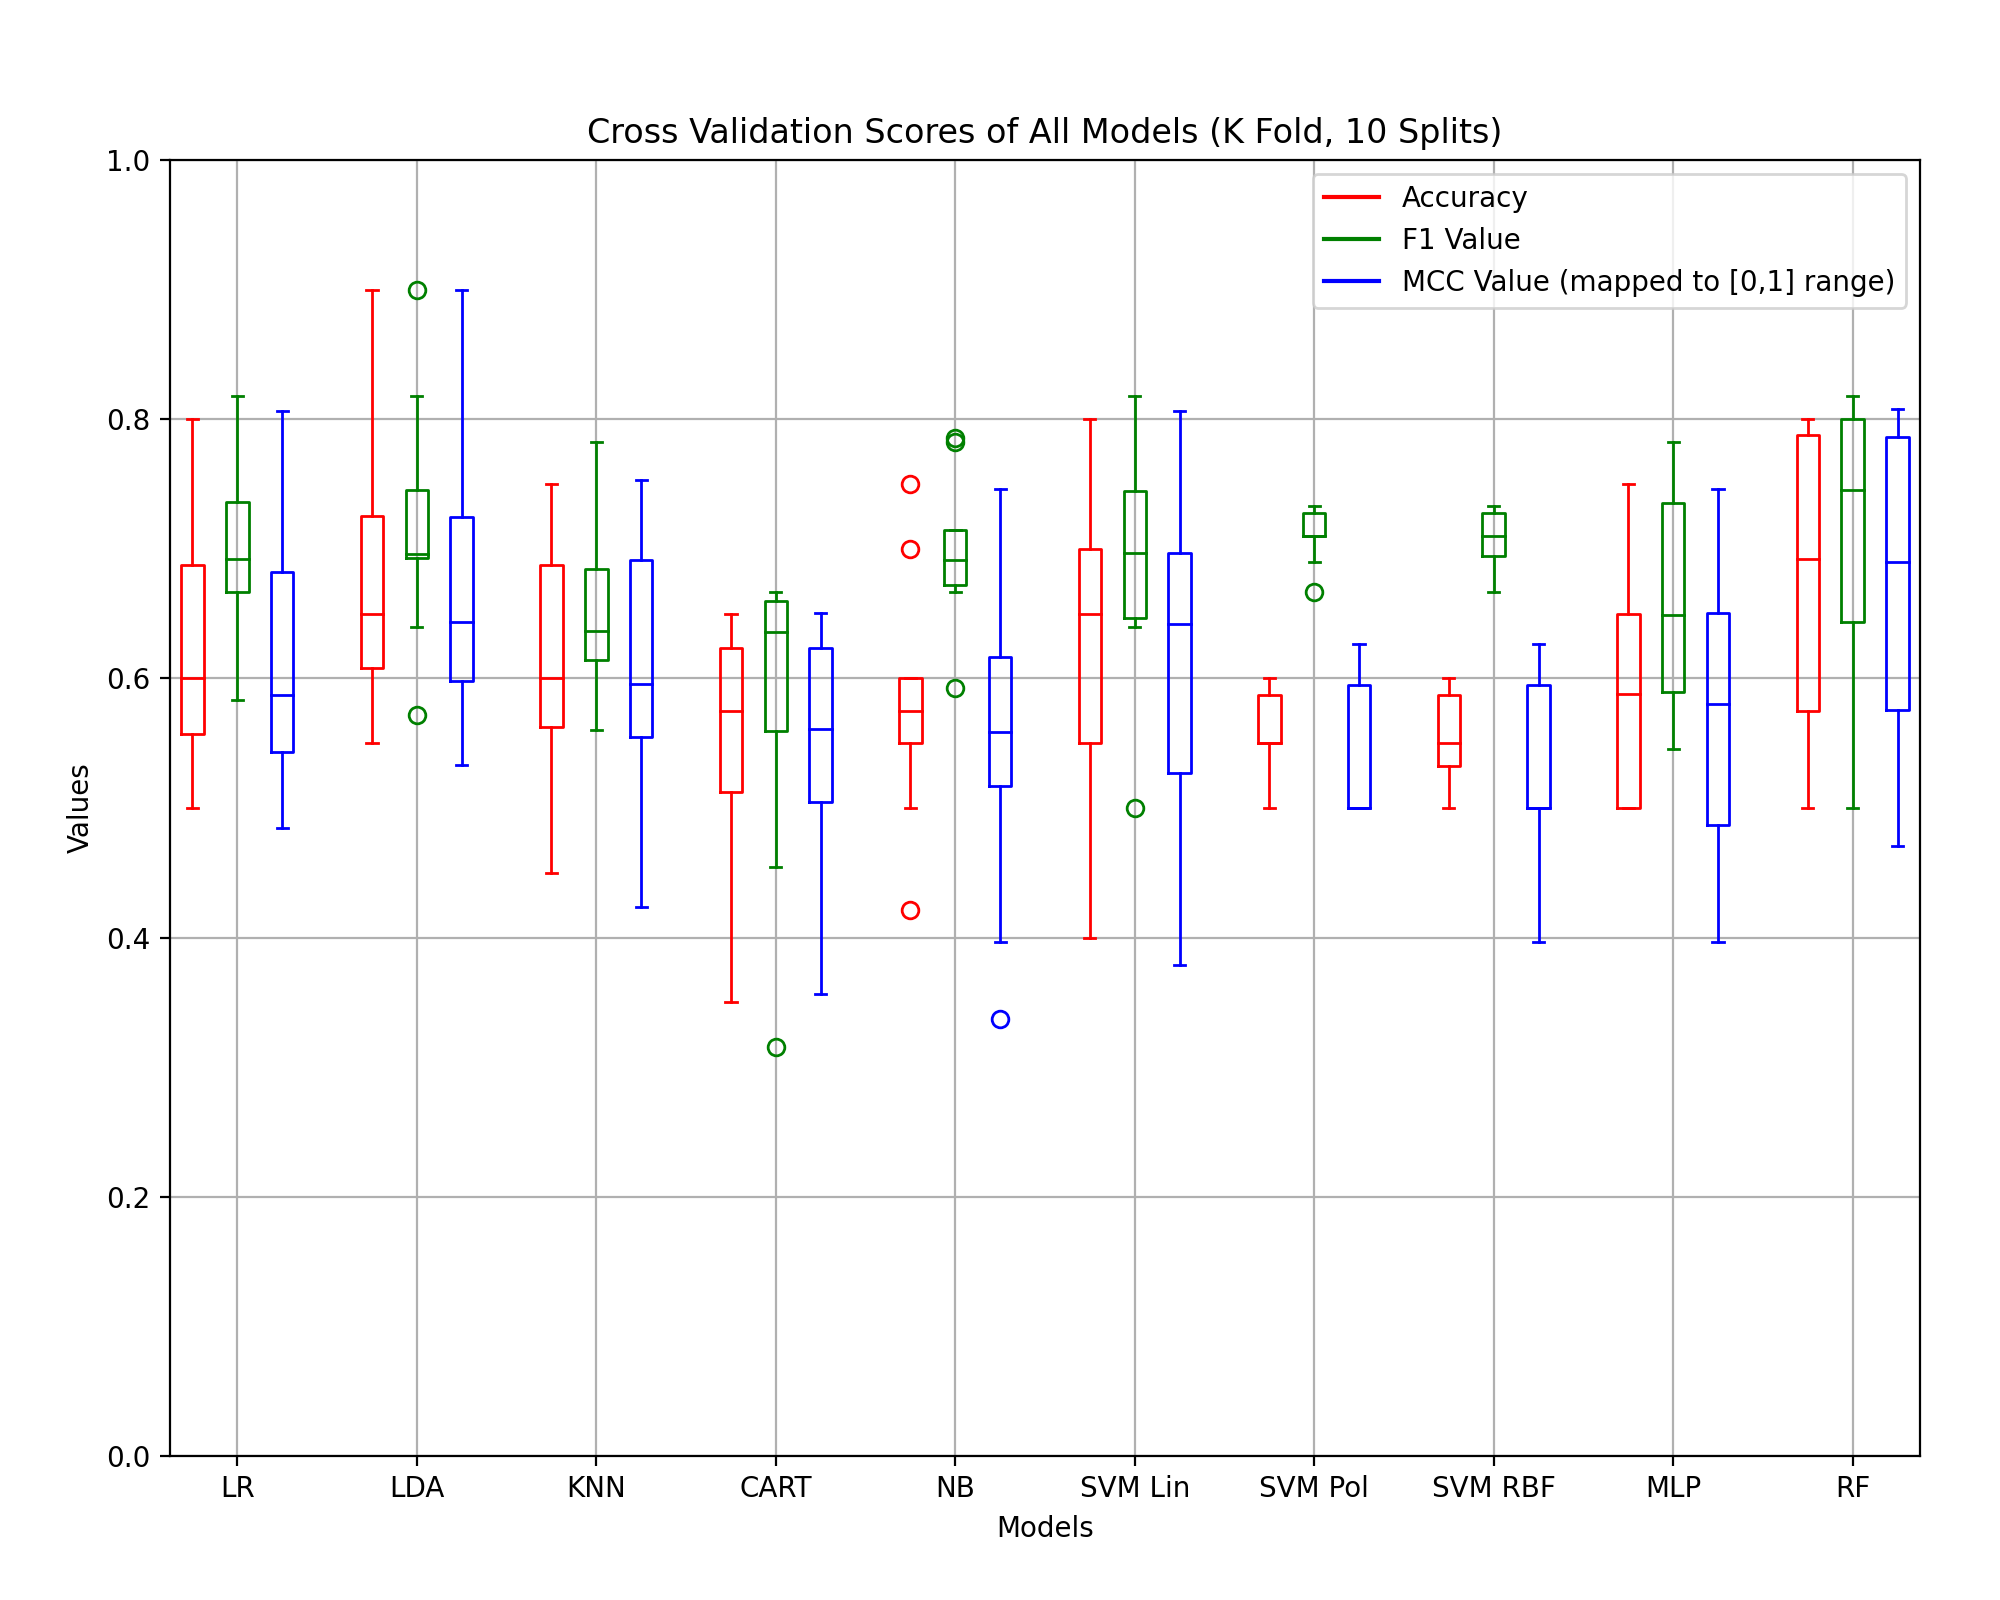 Cross Validation Scores of All Models (K Fold, 10 Splits)
1.0
0.8
0.6
0.4
0.2
0.0
Values
Accuracy
F1 Value
MCC Value (mapped to [0,1] range)
LR LDA KNN CART NB SVM Lin SVM Pol SVM RBF MLP RF
Models